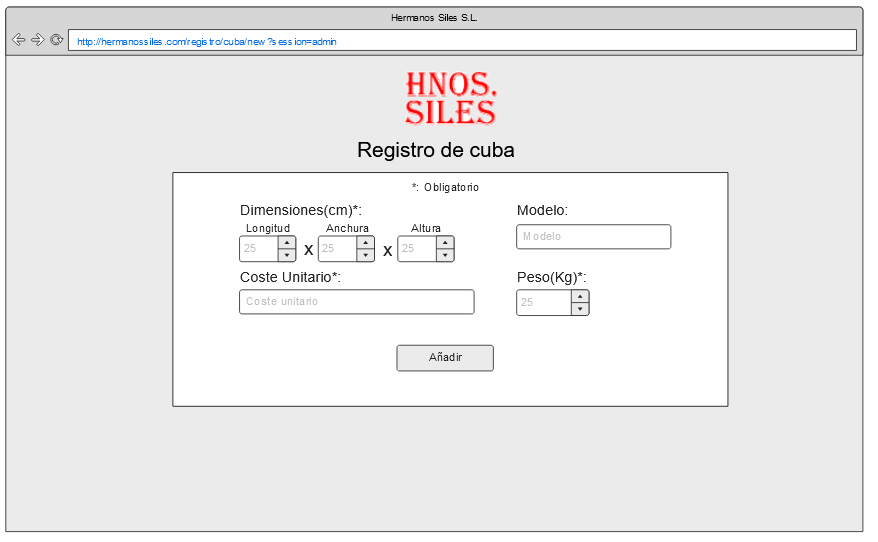 Hermanos Siles S.L.
http://hermanossiles.com/registro/cuba/new?session=admin
HNOS.
SILES
Registro de cuba
*: Obligatorio
Dimensiones(cm)*:
Longitud Anchura Altura
25 x 25 x 25
Modelo:
Modelo
Coste Unitario*:
Coste unitario
Peso(Kg)*:
25
Añadir